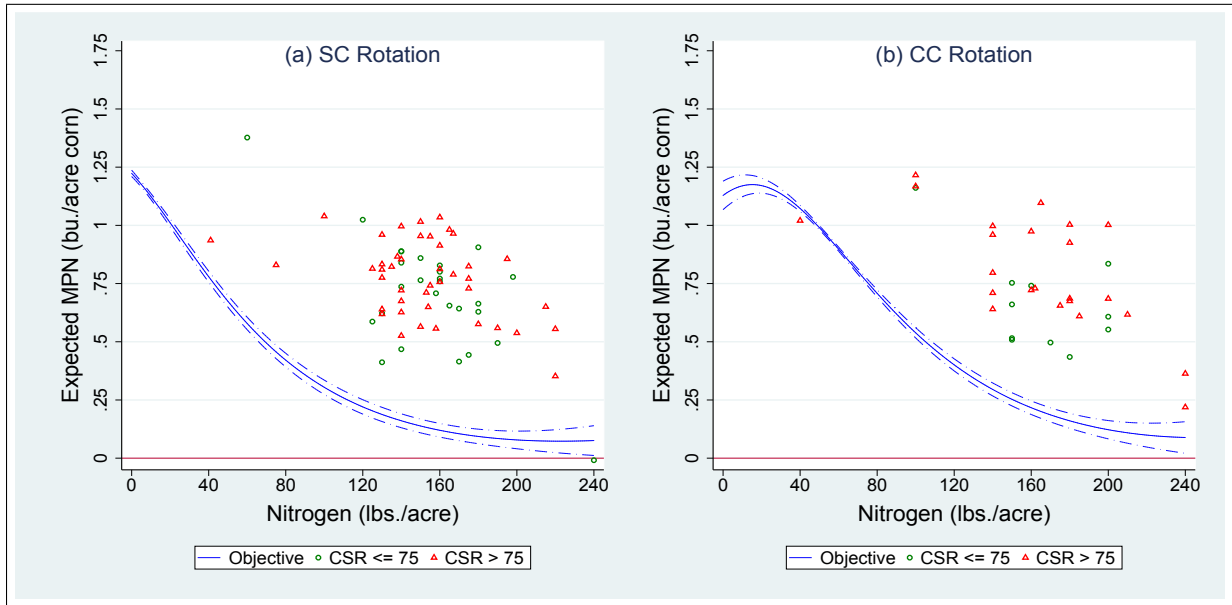 (a) SC Rotation
Expected MPN (bu./acre corn)
1.75
1.5
1.25
1
.75
.5
.25
0
0 40 80 120 160 200 240
Nitrogen (lbs./acre)
Objective CSR <= 75 CSR > 75
(b) CC Rotation
Expected MPN (bu./acre corn)
1.75
1.5
1.25
1
.75
.5
.25
0
0 40 80 120 160 200 240
Nitrogen (lbs./acre)
Objective CSR <= 75 CSR > 75